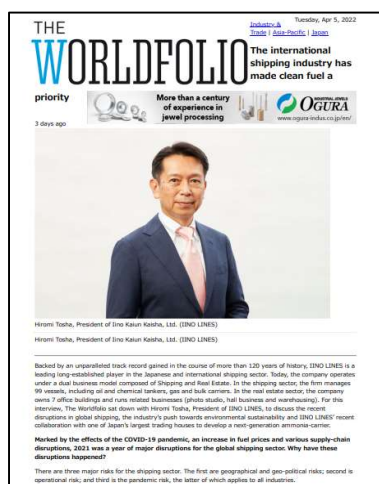 THE
WORLDFOLIO
Tuesday, Apr 5, 2022
Industry &
Trade | Asia-Pacific | Japan
The international
shipping industry has
made clean fuel a
priority
More than a century
of experience in
jewel processing
INDUSTRIAL JEWELS
OGURA
www.ogura-indus.co.jp/en/
3 days ago
Hiromi Tosha, President of Iino Kaiun Kaisha, Ltd. (IINO LINES)
Hiromi Tosha, President of Iino Kaiun Kaisha, Ltd. (IINO LINES)
Backed by an unparalleled track record gained in the course of more than 120 years of history, IINO LINES is a
leading long-established player in the Japanese and international shipping sector. Today, the company operates
under a dual business model composed of Shipping and Real Estate. In the shipping sector, the firm manages
99 vessels, including oil and chemical tankers, gas and bulk carriers. In the real estate sector, the company
owns 7 office buildings and runs related businesses (photo studio, hall business and warehousing). For this
interview, The Worldfolio sat down with Hiromi Tosha, President of IINO LINES, to discuss the recent
disruptions in global shipping, the industry's push towards environmental sustainability and IINO LINES' recent
collaboration with one of Japan's largest trading houses to develop a next-generation ammonia-carrier.
Marked by the effects of the COVID-19 pandemic, an increase in fuel prices and various supply-chain
disruptions, 2021 was a year of major disruptions for the global shipping sector. Why have these
disruptions happened?
There are three major risks for the shipping sector. The first are geographical and geo-political risks; second is
operational risk; and third is the pandemic risk, the latter of which applies to all industries.